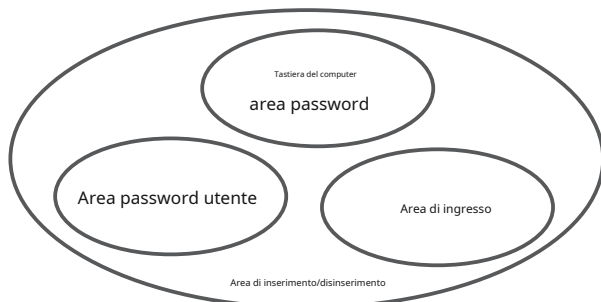 Tastiera del computer
area password
Area password utente
Area di ingresso
Area di inserimento/disinserimento